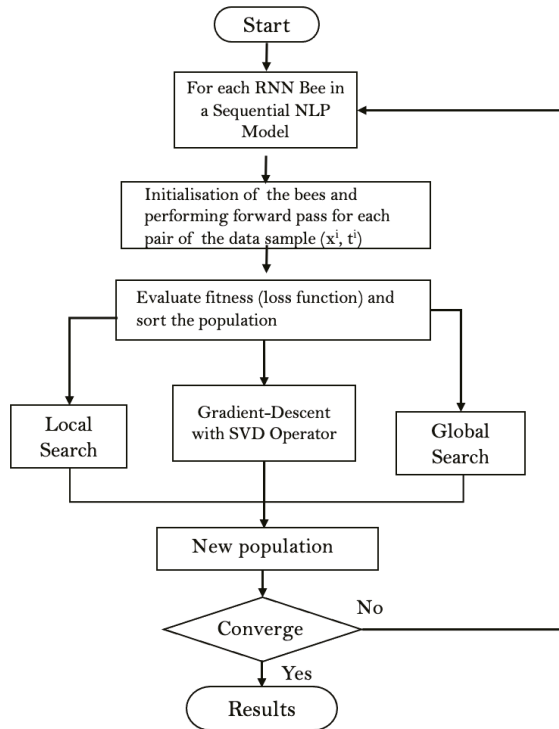 Start
For each RNN Bee in
a Sequential NLP
Model
Initialisation of the bees and
performing forward pass for each
pair of the data sample (xⁱ, tⁱ)
Evaluate fitness (loss function) and
sort the population
Local
Search
Gradient-Descent
with SVD Operator
Global
Search
New population
Converge
No
Yes
Results